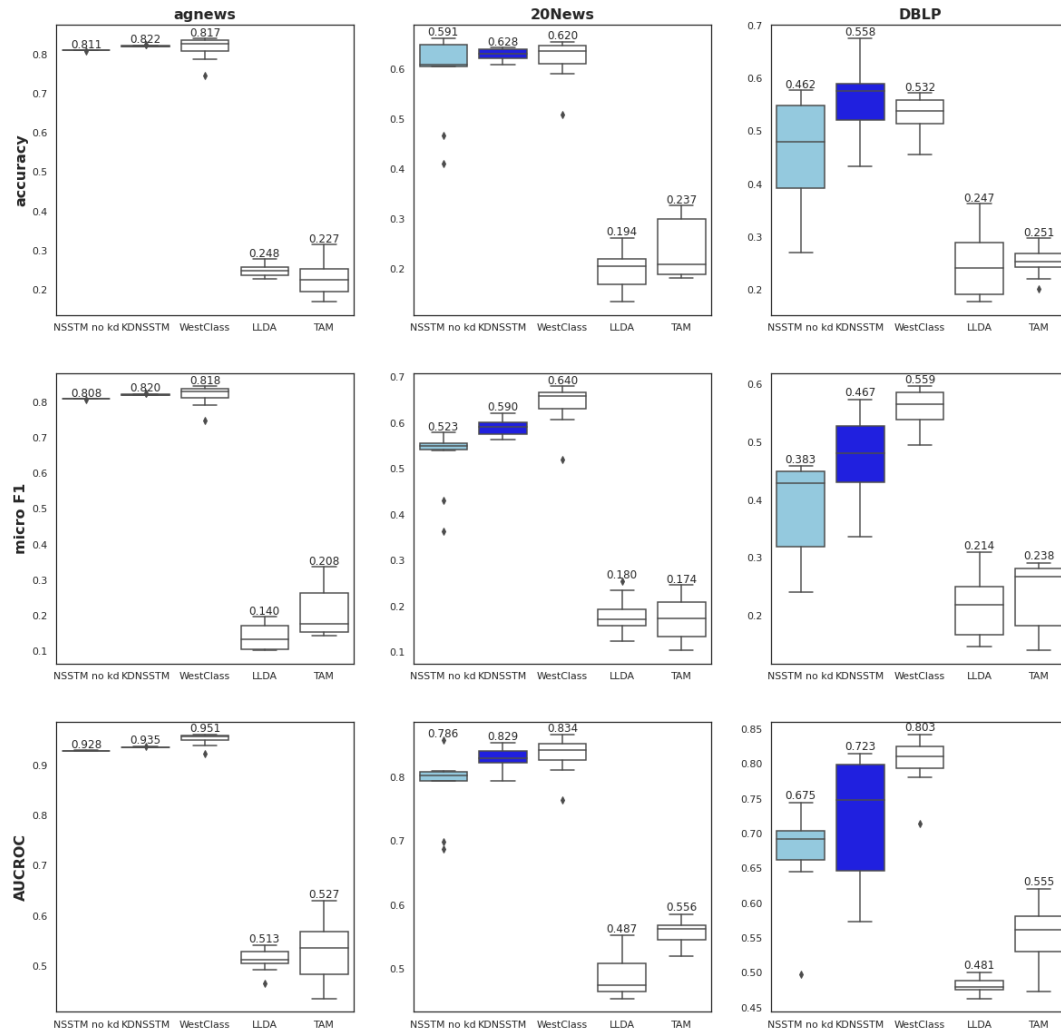 agnews 20News DBLP
accuracy
0.811 0.822 0.817 0.248 0.227
0.8
0.7
0.6
0.5
0.4
0.3
0.2
NSSTM no kd KDNSSTM WestClass LLDA TAM
0.591 0.628 0.620 0.194 0.237
0.6
0.5
0.4
0.3
0.2
NSSTM no kd KDNSSTM WestClass LLDA TAM
0.462 0.558 0.532 0.247 0.251
0.7
0.6
0.5
0.4
0.3
0.2
NSSTM no kd KDNSSTM WestClass LLDA TAM
micro F1
0.808 0.820 0.818 0.140 0.208
0.8
0.7
0.6
0.5
0.4
0.3
0.2
0.1
NSSTM no kd KDNSSTM WestClass LLDA TAM
0.523 0.590 0.640 0.180 0.174
0.7
0.6
0.5
0.4
0.3
0.2
0.1
NSSTM no kd KDNSSTM WestClass LLDA TAM
0.383 0.467 0.559 0.214 0.238
0.6
0.5
0.4
0.3
0.2
NSSTM no kd KDNSSTM WestClass LLDA TAM
AUCROC
0.928 0.935 0.951 0.513 0.527
0.9
0.8
0.7
0.6
0.5
NSSTM no kd KDNSSTM WestClass LLDA TAM
0.786 0.829 0.834 0.487 0.556
0.8
0.7
0.6
0.5
NSSTM no kd KDNSSTM WestClass LLDA TAM
0.675 0.723 0.803 0.481 0.555
0.85
0.80
0.75
0.70
0.65
0.60
0.55
0.50
0.45
NSSTM no kd KDNSSTM WestClass LLDA TAM